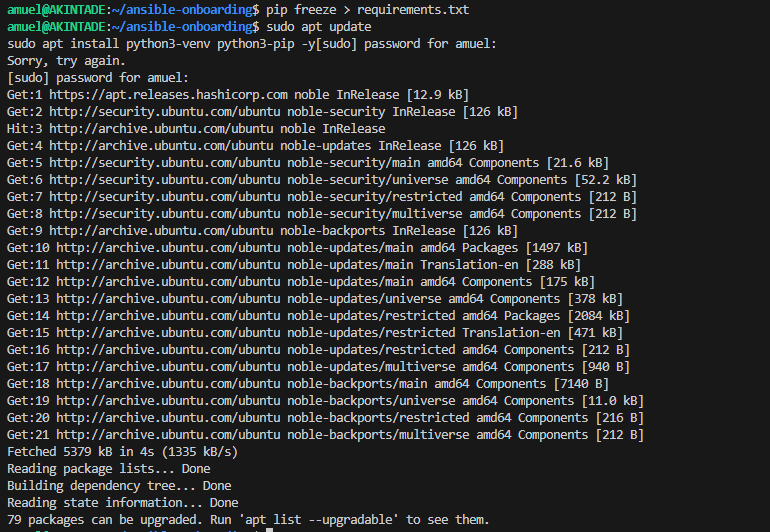 amuel@AKINTADE:~/ansible-onboarding$ pip freeze > requirements.txt
amuel@AKINTADE:~/ansible-onboarding$ sudo apt update
sudo apt install python3-venv python3-pip -y[sudo] password for amuel:
Sorry, try again.
[sudo] password for amuel:
Get:1 https://apt.releases.hashicorp.com noble InRelease [12.9 kB]
Get:2 http://security.ubuntu.com/ubuntu noble-security InRelease [126 kB]
Hit:3 http://archive.ubuntu.com/ubuntu noble InRelease
Get:4 http://archive.ubuntu.com/ubuntu noble-updates InRelease [126 kB]
Get:5 http://security.ubuntu.com/ubuntu noble-security/main amd64 Components [21.6 kB]
Get:6 http://security.ubuntu.com/ubuntu noble-security/universe amd64 Components [52.2 kB]
Get:7 http://security.ubuntu.com/ubuntu noble-security/restricted amd64 Components [212 B]
Get:8 http://security.ubuntu.com/ubuntu noble-security/multiverse amd64 Components [212 B]
Get:9 http://archive.ubuntu.com/ubuntu noble-backports InRelease [126 kB]
Get:10 http://archive.ubuntu.com/ubuntu noble-updates/main amd64 Packages [1497 kB]
Get:11 http://archive.ubuntu.com/ubuntu noble-updates/main Translation-en [288 kB]
Get:12 http://archive.ubuntu.com/ubuntu noble-updates/main amd64 Components [175 kB]
Get:13 http://archive.ubuntu.com/ubuntu noble-updates/universe amd64 Components [378 kB]
Get:14 http://archive.ubuntu.com/ubuntu noble-updates/restricted amd64 Packages [2084 kB]
Get:15 http://archive.ubuntu.com/ubuntu noble-updates/restricted Translation-en [471 kB]
Get:16 http://archive.ubuntu.com/ubuntu noble-updates/restricted amd64 Components [212 B]
Get:17 http://archive.ubuntu.com/ubuntu noble-updates/multiverse amd64 Components [940 B]
Get:18 http://archive.ubuntu.com/ubuntu noble-backports/main amd64 Components [7140 B]
Get:19 http://archive.ubuntu.com/ubuntu noble-backports/universe amd64 Components [11.0 kB]
Get:20 http://archive.ubuntu.com/ubuntu noble-backports/restricted amd64 Components [216 B]
Get:21 http://archive.ubuntu.com/ubuntu noble-backports/multiverse amd64 Components [212 B]
Fetched 5379 kB in 4s (1335 kB/s)
Reading package lists... Done
Building dependency tree... Done
Reading state information... Done
79 packages can be upgraded. Run 'apt list --upgradable' to see them.